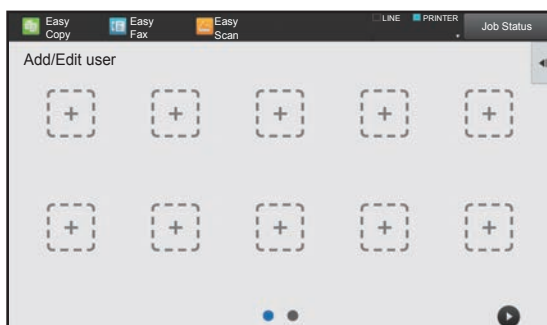 Easy
Copy
Easy
Fax
Easy
Scan
LINE
PRINTER
Job Status
Add/Edit user